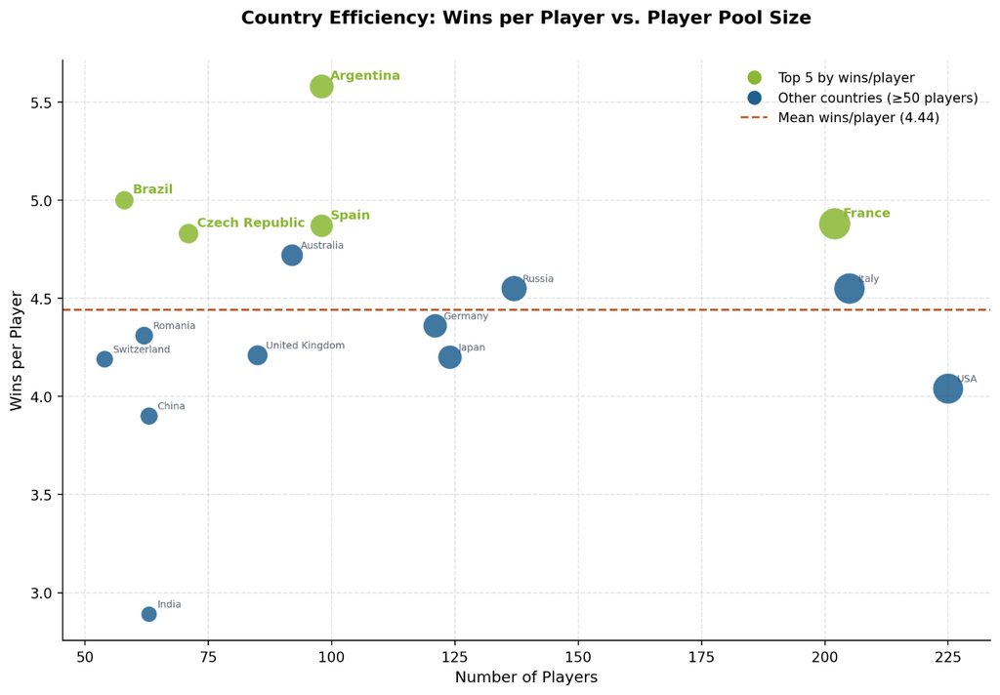 Country Efficiency: Wins per Player vs. Player Pool Size
Top 5 by wins/player
Other countries (≥50 players)
Mean wins/player (4.44)
Argentina
Brazil
Czech Republic
Spain
France
Australia
Russia
Italy
Germany
Romania
Switzerland
United Kingdom
Japan
USA
China
India
Wins per Player
5.5
5.0
4.5
4.0
3.5
3.0
50
75
100
125
150
175
200
225
Number of Players